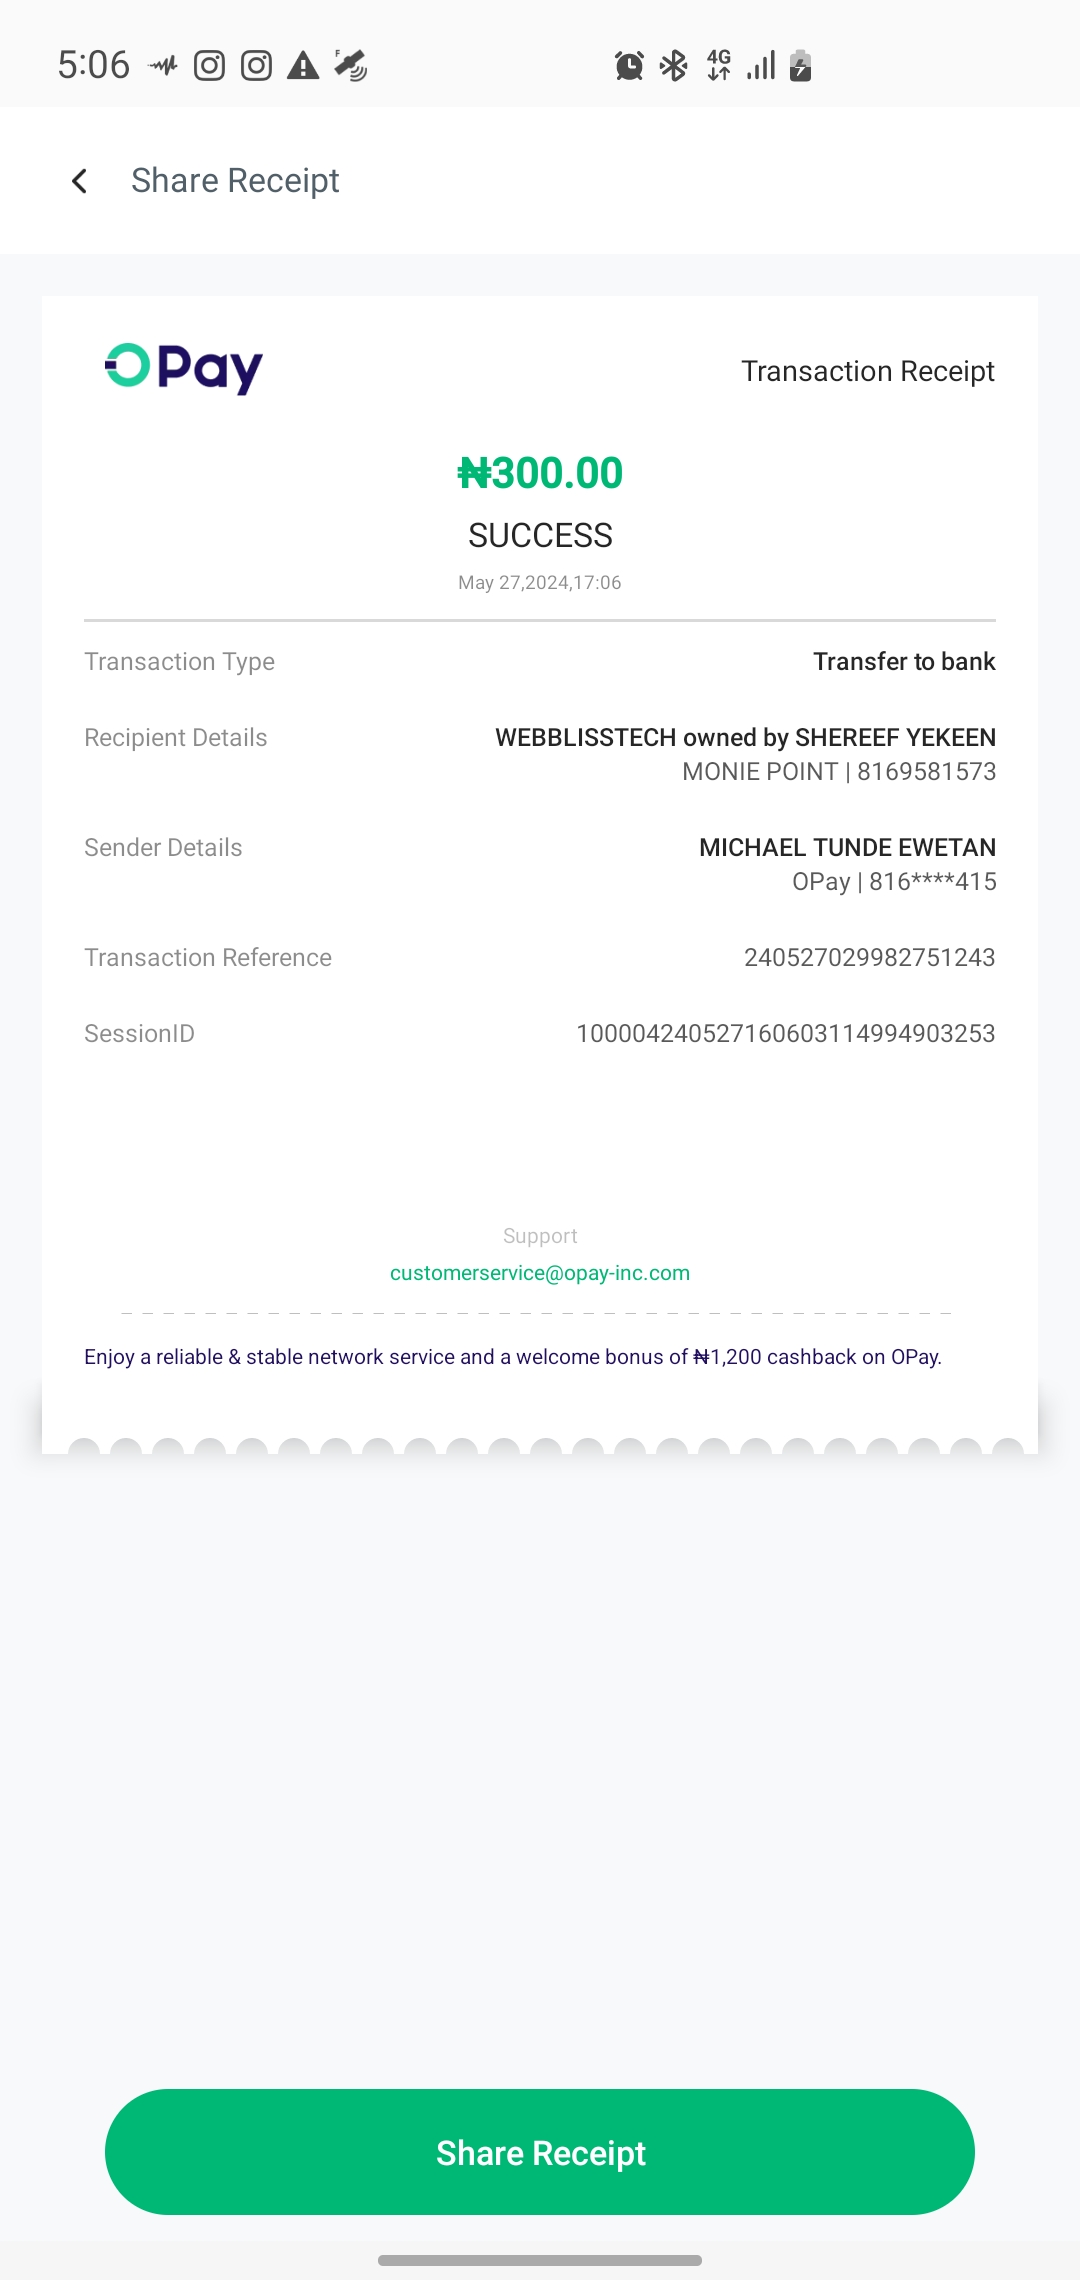 5:06 4G
Share Receipt
OPay Transaction Receipt
₦300.00
SUCCESS
May 27,2024,17:06
Transaction Type Transfer to bank
Recipient Details WEBBLISSTECH owned by SHEREEF YEKEEN
MONIE POINT | 8169581573
Sender Details MICHAEL TUNDE EWETAN
OPay | 816****415
Transaction Reference 240527029982751243
SessionID 100004240527160603114994903253
Support
customerservice@opay-inc.com
Enjoy a reliable & stable network service and a welcome bonus of ₦1,200 cashback on OPay.
Share Receipt